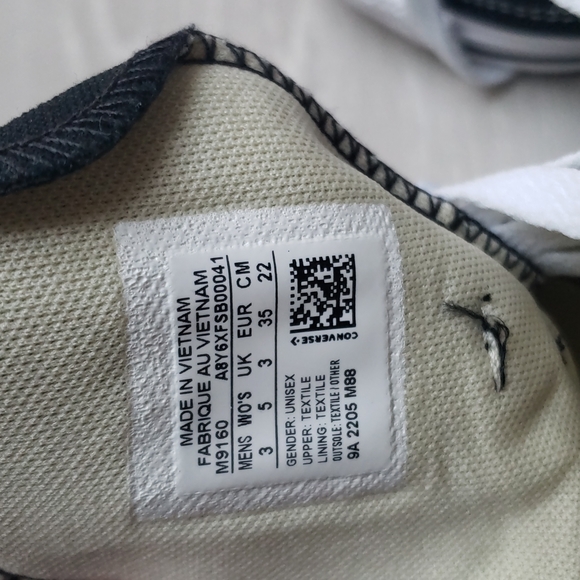 MADE IN VIETNAM
FABRIQUE AU VIETNAM
M9160 A8Y6XFSB00041
MENS WO'S UK EUR CM
3 5 3 35 22
GENDER: UNISEX
UPPER: TEXTILE
LINING: TEXTILE
OUTSOLE: TEXTILE / OTHER
9A 2205 M88
CONVERSE